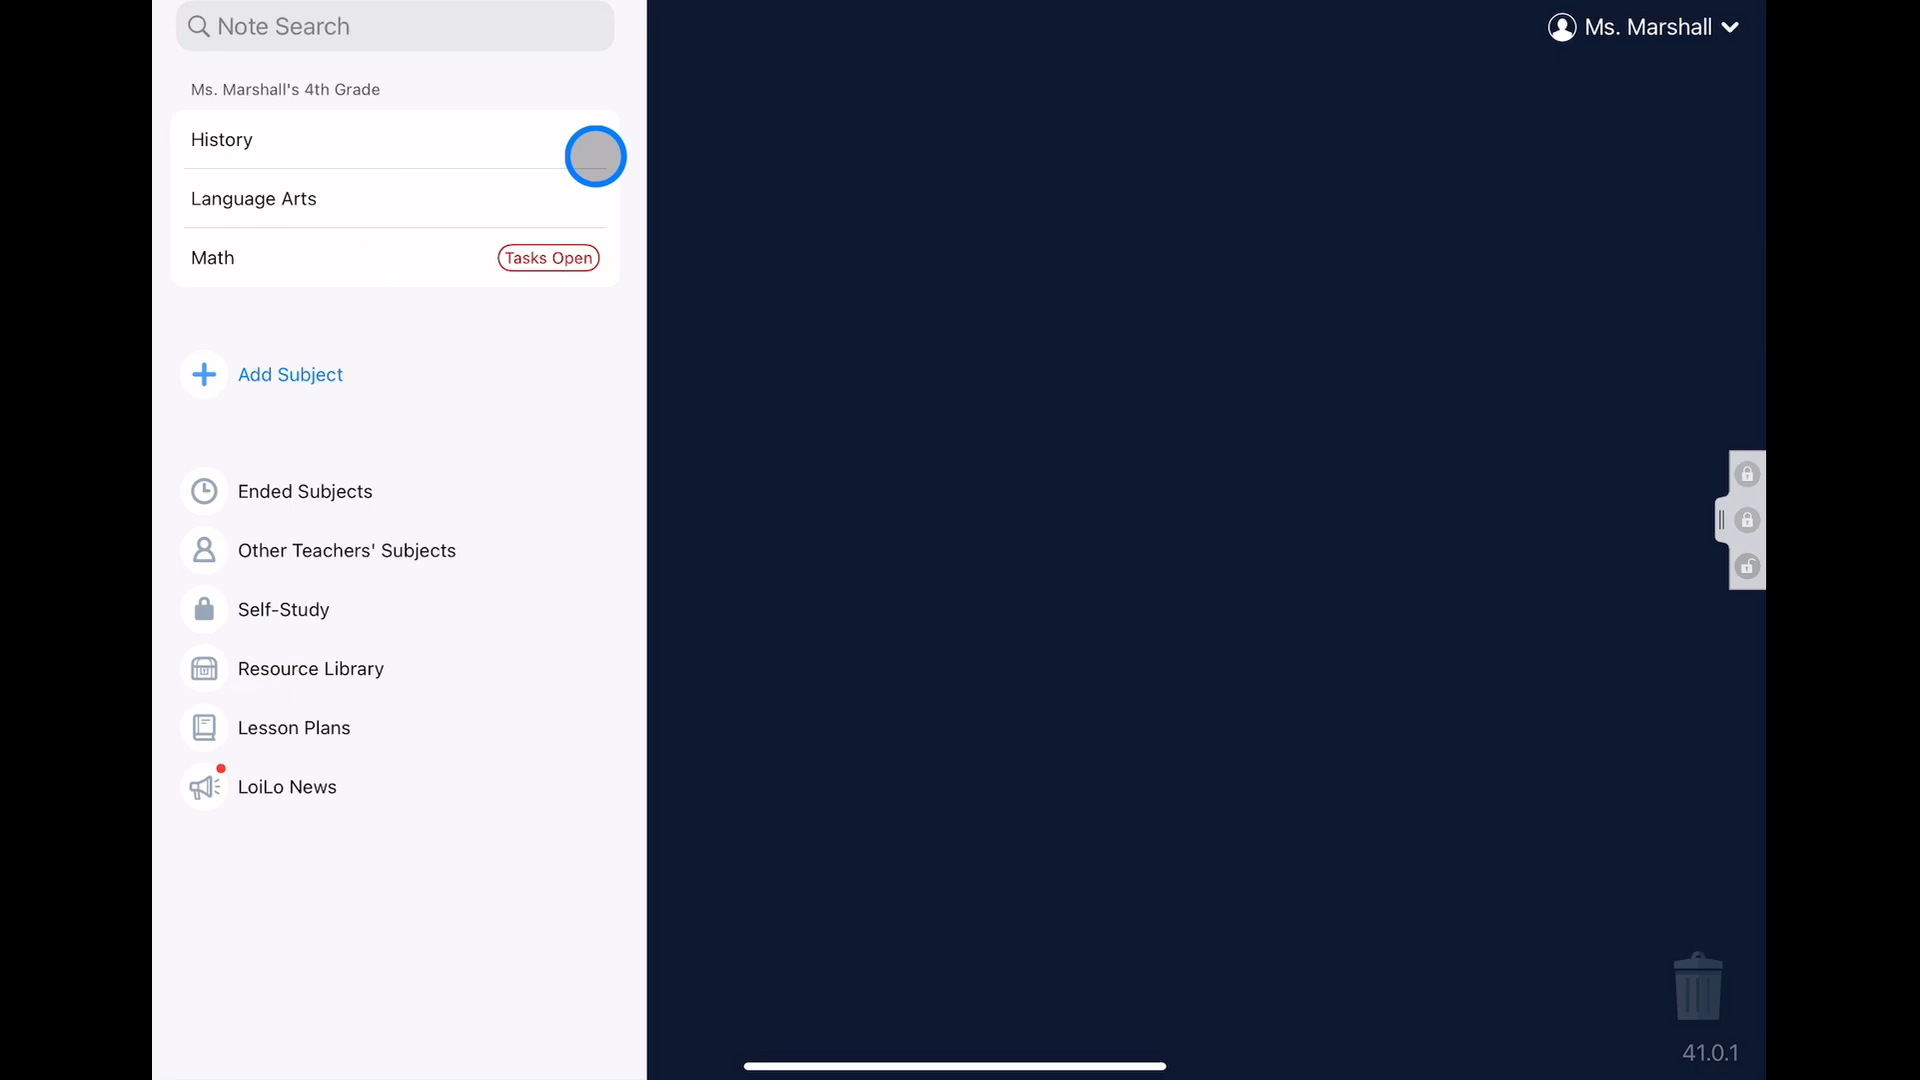 Note Search
Ms. Marshall
Ms. Marshall's 4th Grade
History
Language Arts
Math
Tasks Open
Add Subject
Ended Subjects
Other Teachers' Subjects
Self-Study
Resource Library
Lesson Plans
LoiLo News
41.0.1